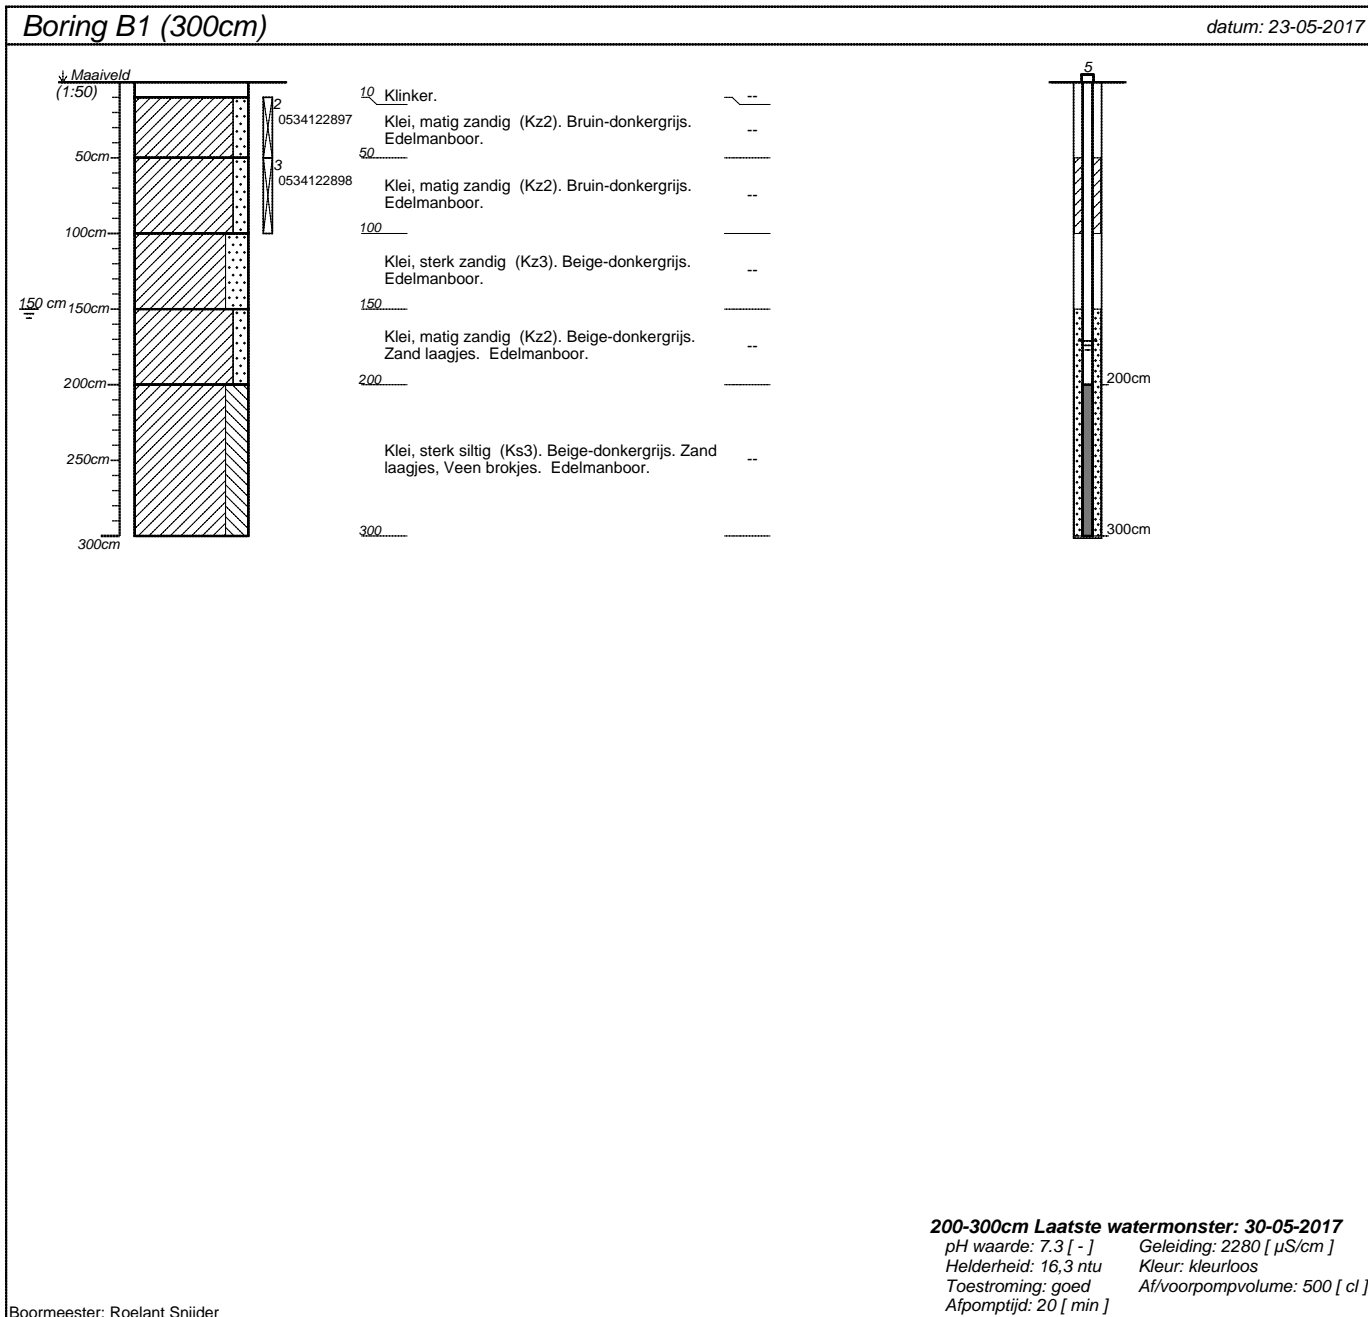 Boring B1 (300cm)
datum: 23-05-2017
Maaiveld
(1:50)
5
10 Klinker. --
2
0534122897
Klei, matig zandig (Kz2). Bruin-donkergrijs.
Edelmanboor.
--
50cm
50
3
0534122898
Klei, matig zandig (Kz2). Bruin-donkergrijs.
Edelmanboor.
--
100cm
100
Klei, sterk zandig (Kz3). Beige-donkergrijs.
Edelmanboor.
--
150 cm 150cm
150
Klei, matig zandig (Kz2). Beige-donkergrijs.
Zand laagjes. Edelmanboor.
--
200cm
200
200cm
250cm
Klei, sterk siltig (Ks3). Beige-donkergrijs. Zand
laagjes, Veen brokjes. Edelmanboor.
--
300cm
300
300cm
200-300cm Laatste watermonster: 30-05-2017
pH waarde: 7.3 [ - ] Geleiding: 2280 [ µS/cm ]
Helderheid: 16,3 ntu Kleur: kleurloos
Toestroming: goed Af/voorpompvolume: 500 [ cl ]
Afpomptijd: 20 [ min ]
Boormeester: Roelant Snijder